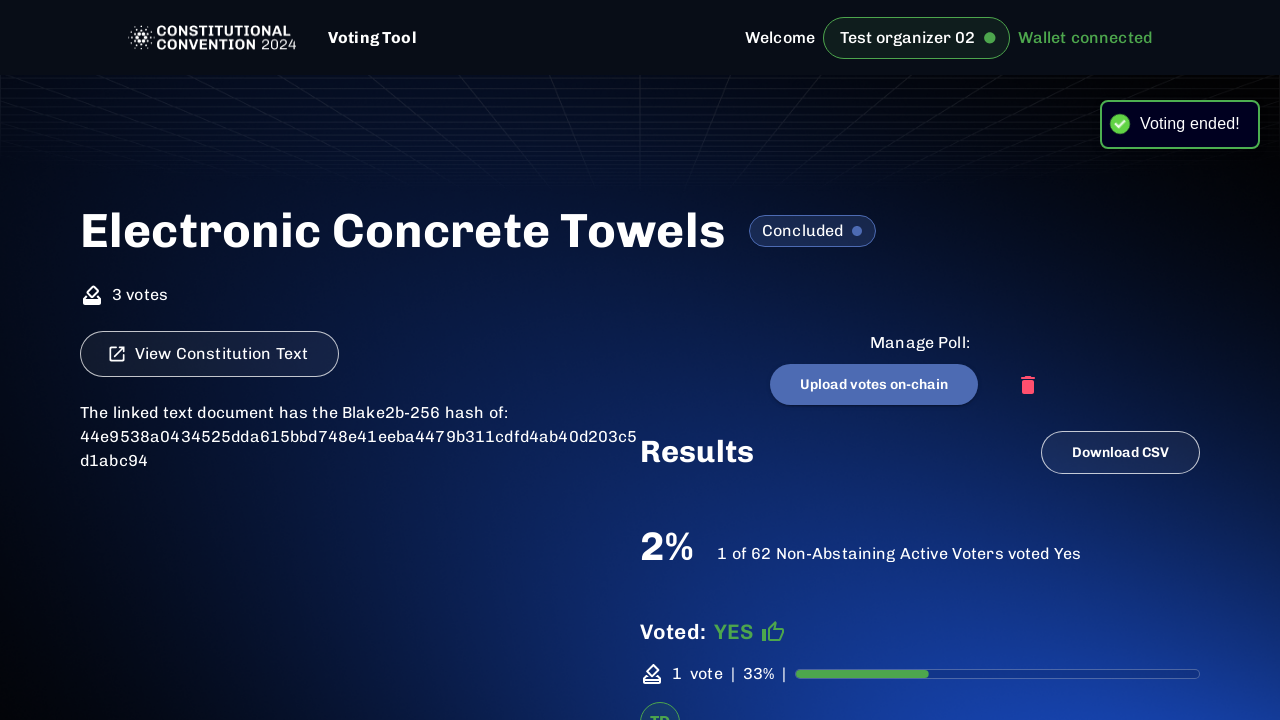 CONSTITUTIONAL
CONVENTION 2024
Voting Tool
Welcome
Test organizer 02
Wallet connected
Voting ended!
Electronic Concrete Towels
Concluded
3 votes
View Constitution Text
Manage Poll:
Upload votes on-chain
The linked text document has the Blake2b-256 hash of:
44e9538a0434525dda615bbd748e41eeba4479b311cdfd4ab40d203c5
d1abc94
Results
Download CSV
2%
1 of 62 Non-Abstaining Active Voters voted Yes
Voted: YES
1 vote | 33% |